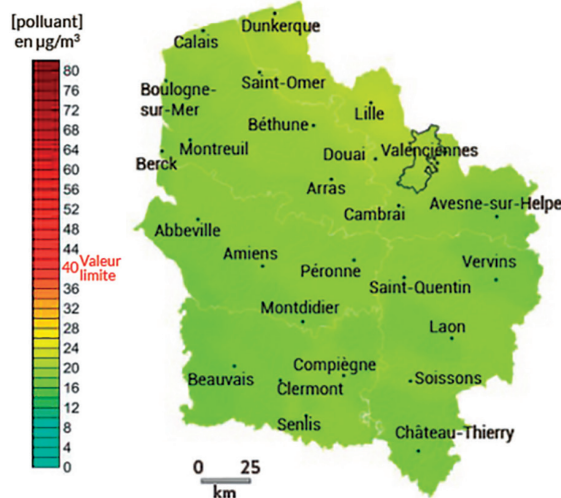 [polluant]
en µg/m³
80
76
72
68
64
60
56
52
48
44
40 Valeur
limite
36
32
28
24
20
16
12
8
4
0
Dunkerque
Calais
Saint-Omer
Boulogne-
sur-Mer
Lille
Béthune
Montreuil
Douai
Valenciennes
Berck
Arras
Avesne-sur-Helpe
Cambrai
Abbeville
Amiens
Péronne
Vervins
Saint-Quentin
Montdidier
Laon
Compiègne
Beauvais
Clermont
Soissons
Senlis
Château-Thierry
0 25
km